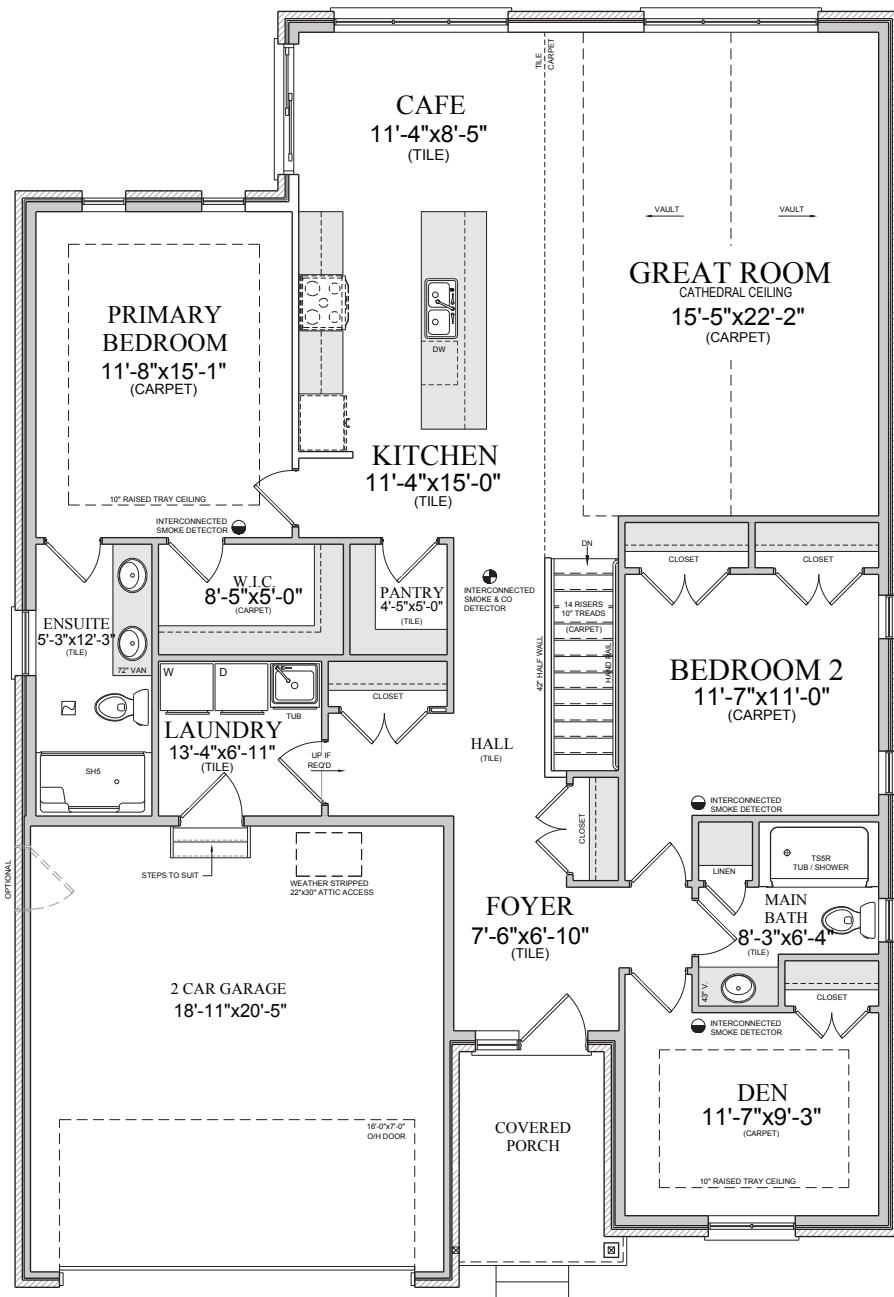 TILE
CARPET
CAFE
11'-4"x8'-5"
(TILE)
VAULT
VAULT
GREAT ROOM
CATHEDRAL CEILING
15'-5"x22'-2"
(CARPET)
PRIMARY
BEDROOM
11'-8"x15'-1"
(CARPET)
10" RAISED TRAY CEILING
DW
KITCHEN
11'-4"x15'-0"
(TILE)
INTERCONNECTED
SMOKE DETECTOR
W.I.C.
8'-5"x5'-0"
(CARPET)
PANTRY
4'-5"x5'-0"
(TILE)
INTERCONNECTED
SMOKE & CO
DETECTOR
DN
14 RISERS
10" TREADS
(CARPET)
HAND RAIL
42" HALF WALL
CLOSET
CLOSET
ENSUITE
5'-3"x12'-3"
(TILE)
72" VAN
SH5
W
D
TUB
LAUNDRY
13'-4"x6'-11"
(TILE)
CLOSET
UP IF
REQ'D
HALL
(TILE)
BEDROOM 2
11'-7"x11'-0"
(CARPET)
INTERCONNECTED
SMOKE DETECTOR
CLOSET
LINEN
TS5R
TUB / SHOWER
OPTIONAL
STEPS TO SUIT
WEATHER STRIPPED
22"x30" ATTIC ACCESS
FOYER
7'-6"x6'-10"
(TILE)
MAIN
BATH
8'-3"x6'-4"
(TILE)
43" V.
CLOSET
2 CAR GARAGE
18'-11"x20'-5"
INTERCONNECTED
SMOKE DETECTOR
DEN
11'-7"x9'-3"
(CARPET)
10" RAISED TRAY CEILING
COVERED
PORCH
16'-0"x7'-0"
O/H DOOR